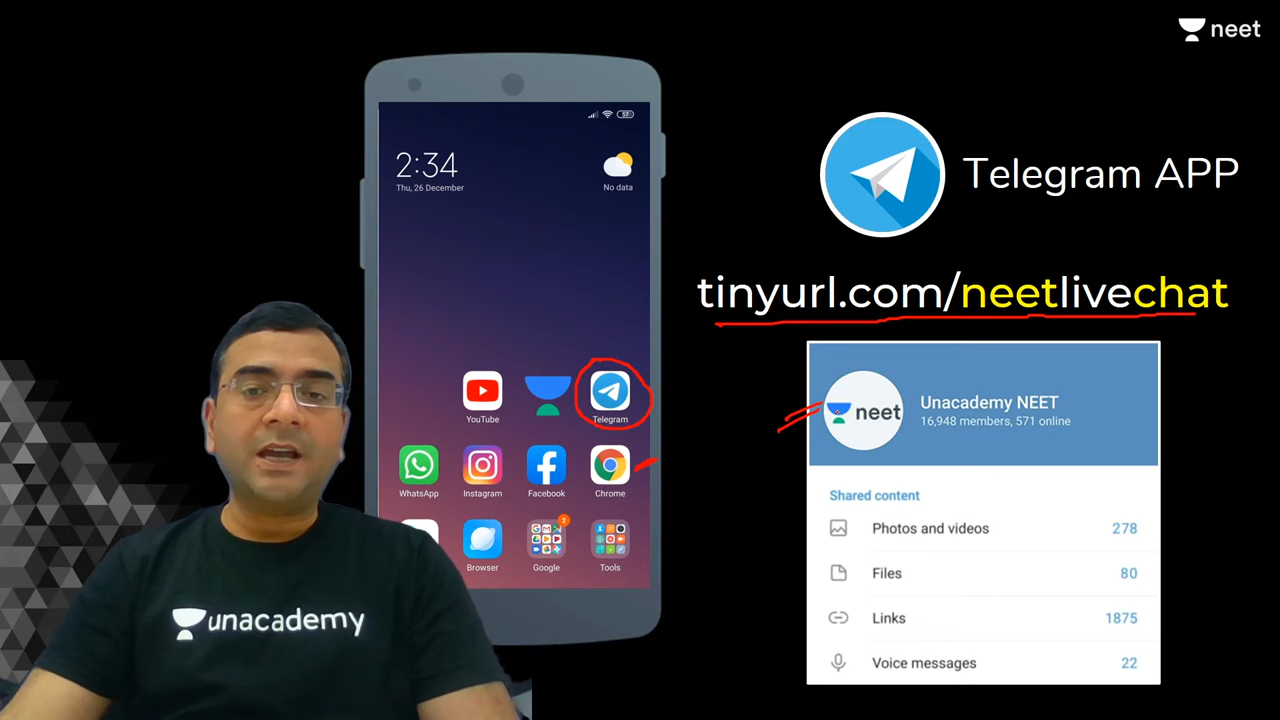 neet
57
2:34
Thu, 26 December
No data
YouTube
Telegram
WhatsApp
Instagram
Facebook
Chrome
2
Browser
Google
Tools
unacademy
Telegram APP
tinyurl.com/neetlivechat
neet
Unacademy NEET
16,948 members, 571 online
Shared content
Photos and videos 278
Files 80
Links 1875
Voice messages 22